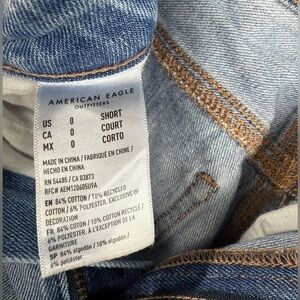 AMERICAN EAGLE
OUTFITTERS
US 0 SHORT
CA 0 COURT
MX 0 CORTO
MADE IN CHINA / FABRIQUÉ EN CHINE /
HECHO EN CHINA
RN 54485 / CA 03873
EN 84% COTTON / 10% RECYCLED
COTTON / 6% POLYESTER, EXCLUSIVE OF
DECORATION
FR 84% COTON / 10% COTON RECYCLÉ /
6% POLYESTER, À L'EXCEPTION DE LA
GARNITURE
SP 84% algodón / 10% algodón /
6% poliéster